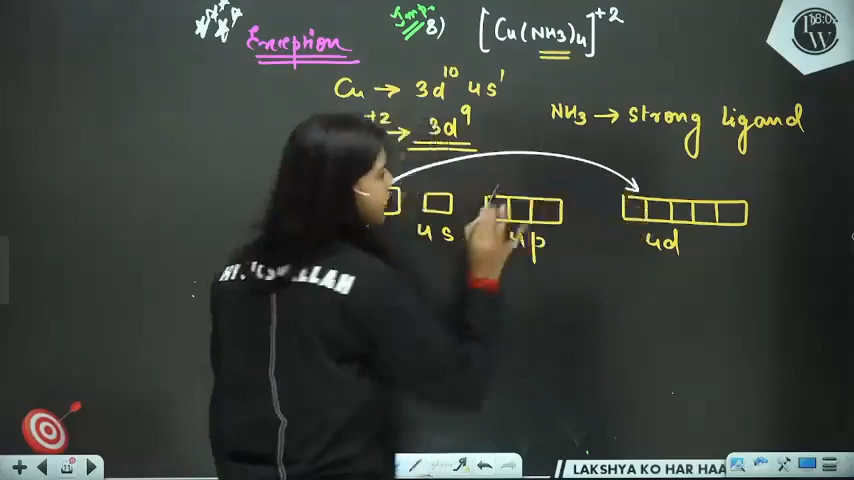 Exception
Imp. 8) [Cu(NH3)4]+2
Cu → 3d10 4s1
+2 → 3d9
NH3 → strong ligand
4s 4p 4d
LAKSHYA KO HAR HAA